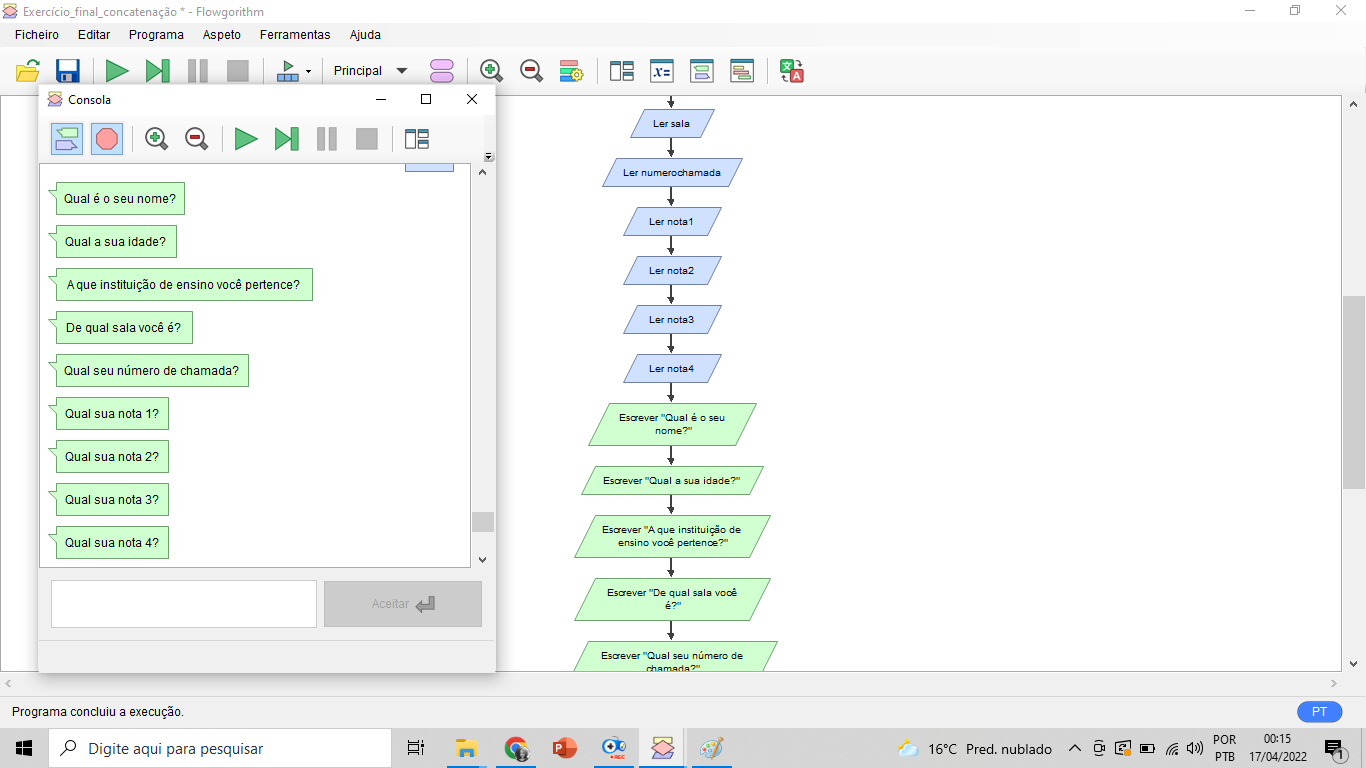 Exercício_final_concatenação * - Flowgorithm
Ficheiro Editar Programa Aspeto Ferramentas Ajuda
Principal
Consola
Qual é o seu nome?
Qual a sua idade?
A que instituição de ensino você pertence?
De qual sala você é?
Qual seu número de chamada?
Qual sua nota 1?
Qual sua nota 2?
Qual sua nota 3?
Qual sua nota 4?
Aceitar
Ler sala
Ler numerochamada
Ler nota1
Ler nota2
Ler nota3
Ler nota4
Escrever "Qual é o seu
nome?"
Escrever "Qual a sua idade?"
Escrever "A que instituição de
ensino você pertence?"
Escrever "De qual sala você
é?"
Escrever "Qual seu número de
chamada?"
Programa concluiu a execução.
PT
Digite aqui para pesquisar
REC
16°C Pred. nublado
POR
PTB
00:15
17/04/2022
1